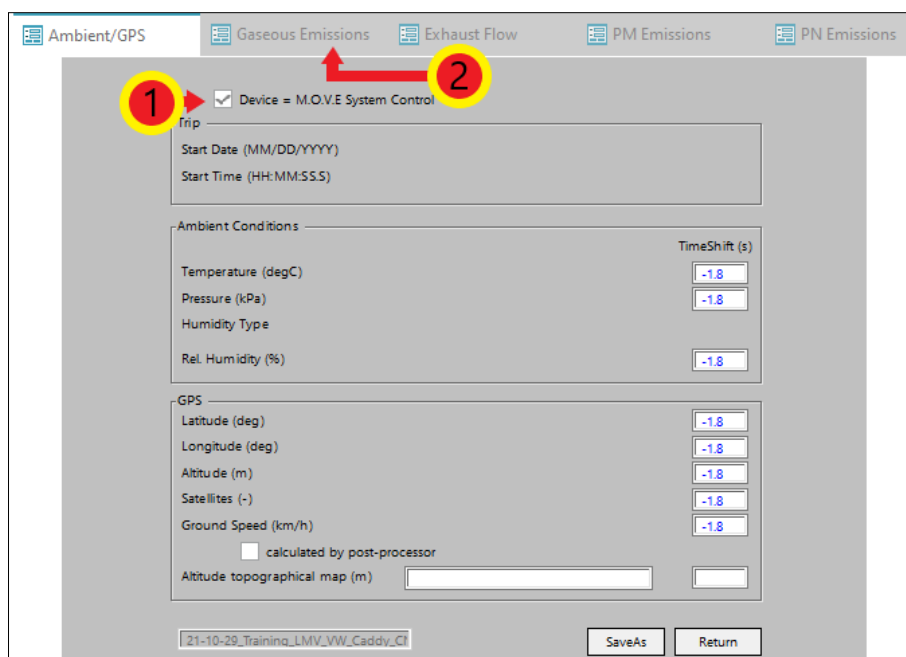 Ambient/GPS Gaseous Emissions Exhaust Flow PM Emissions PN Emissions
2
1 Device = M.O.V.E System Control
Trip
Start Date (MM/DD/YYYY)
Start Time (HH:MM:SS.S)
Ambient Conditions
TimeShift (s)
Temperature (degC) -1.8
Pressure (kPa) -1.8
Humidity Type
Rel. Humidity (%) -1.8
GPS
Latitude (deg) -1.8
Longitude (deg) -1.8
Altitude (m) -1.8
Satellites (-) -1.8
Ground Speed (km/h) -1.8
calculated by post-processor
Altitude topographical map (m)
21-10-29_Training_LMV_VW_Caddy_ SaveAs Return